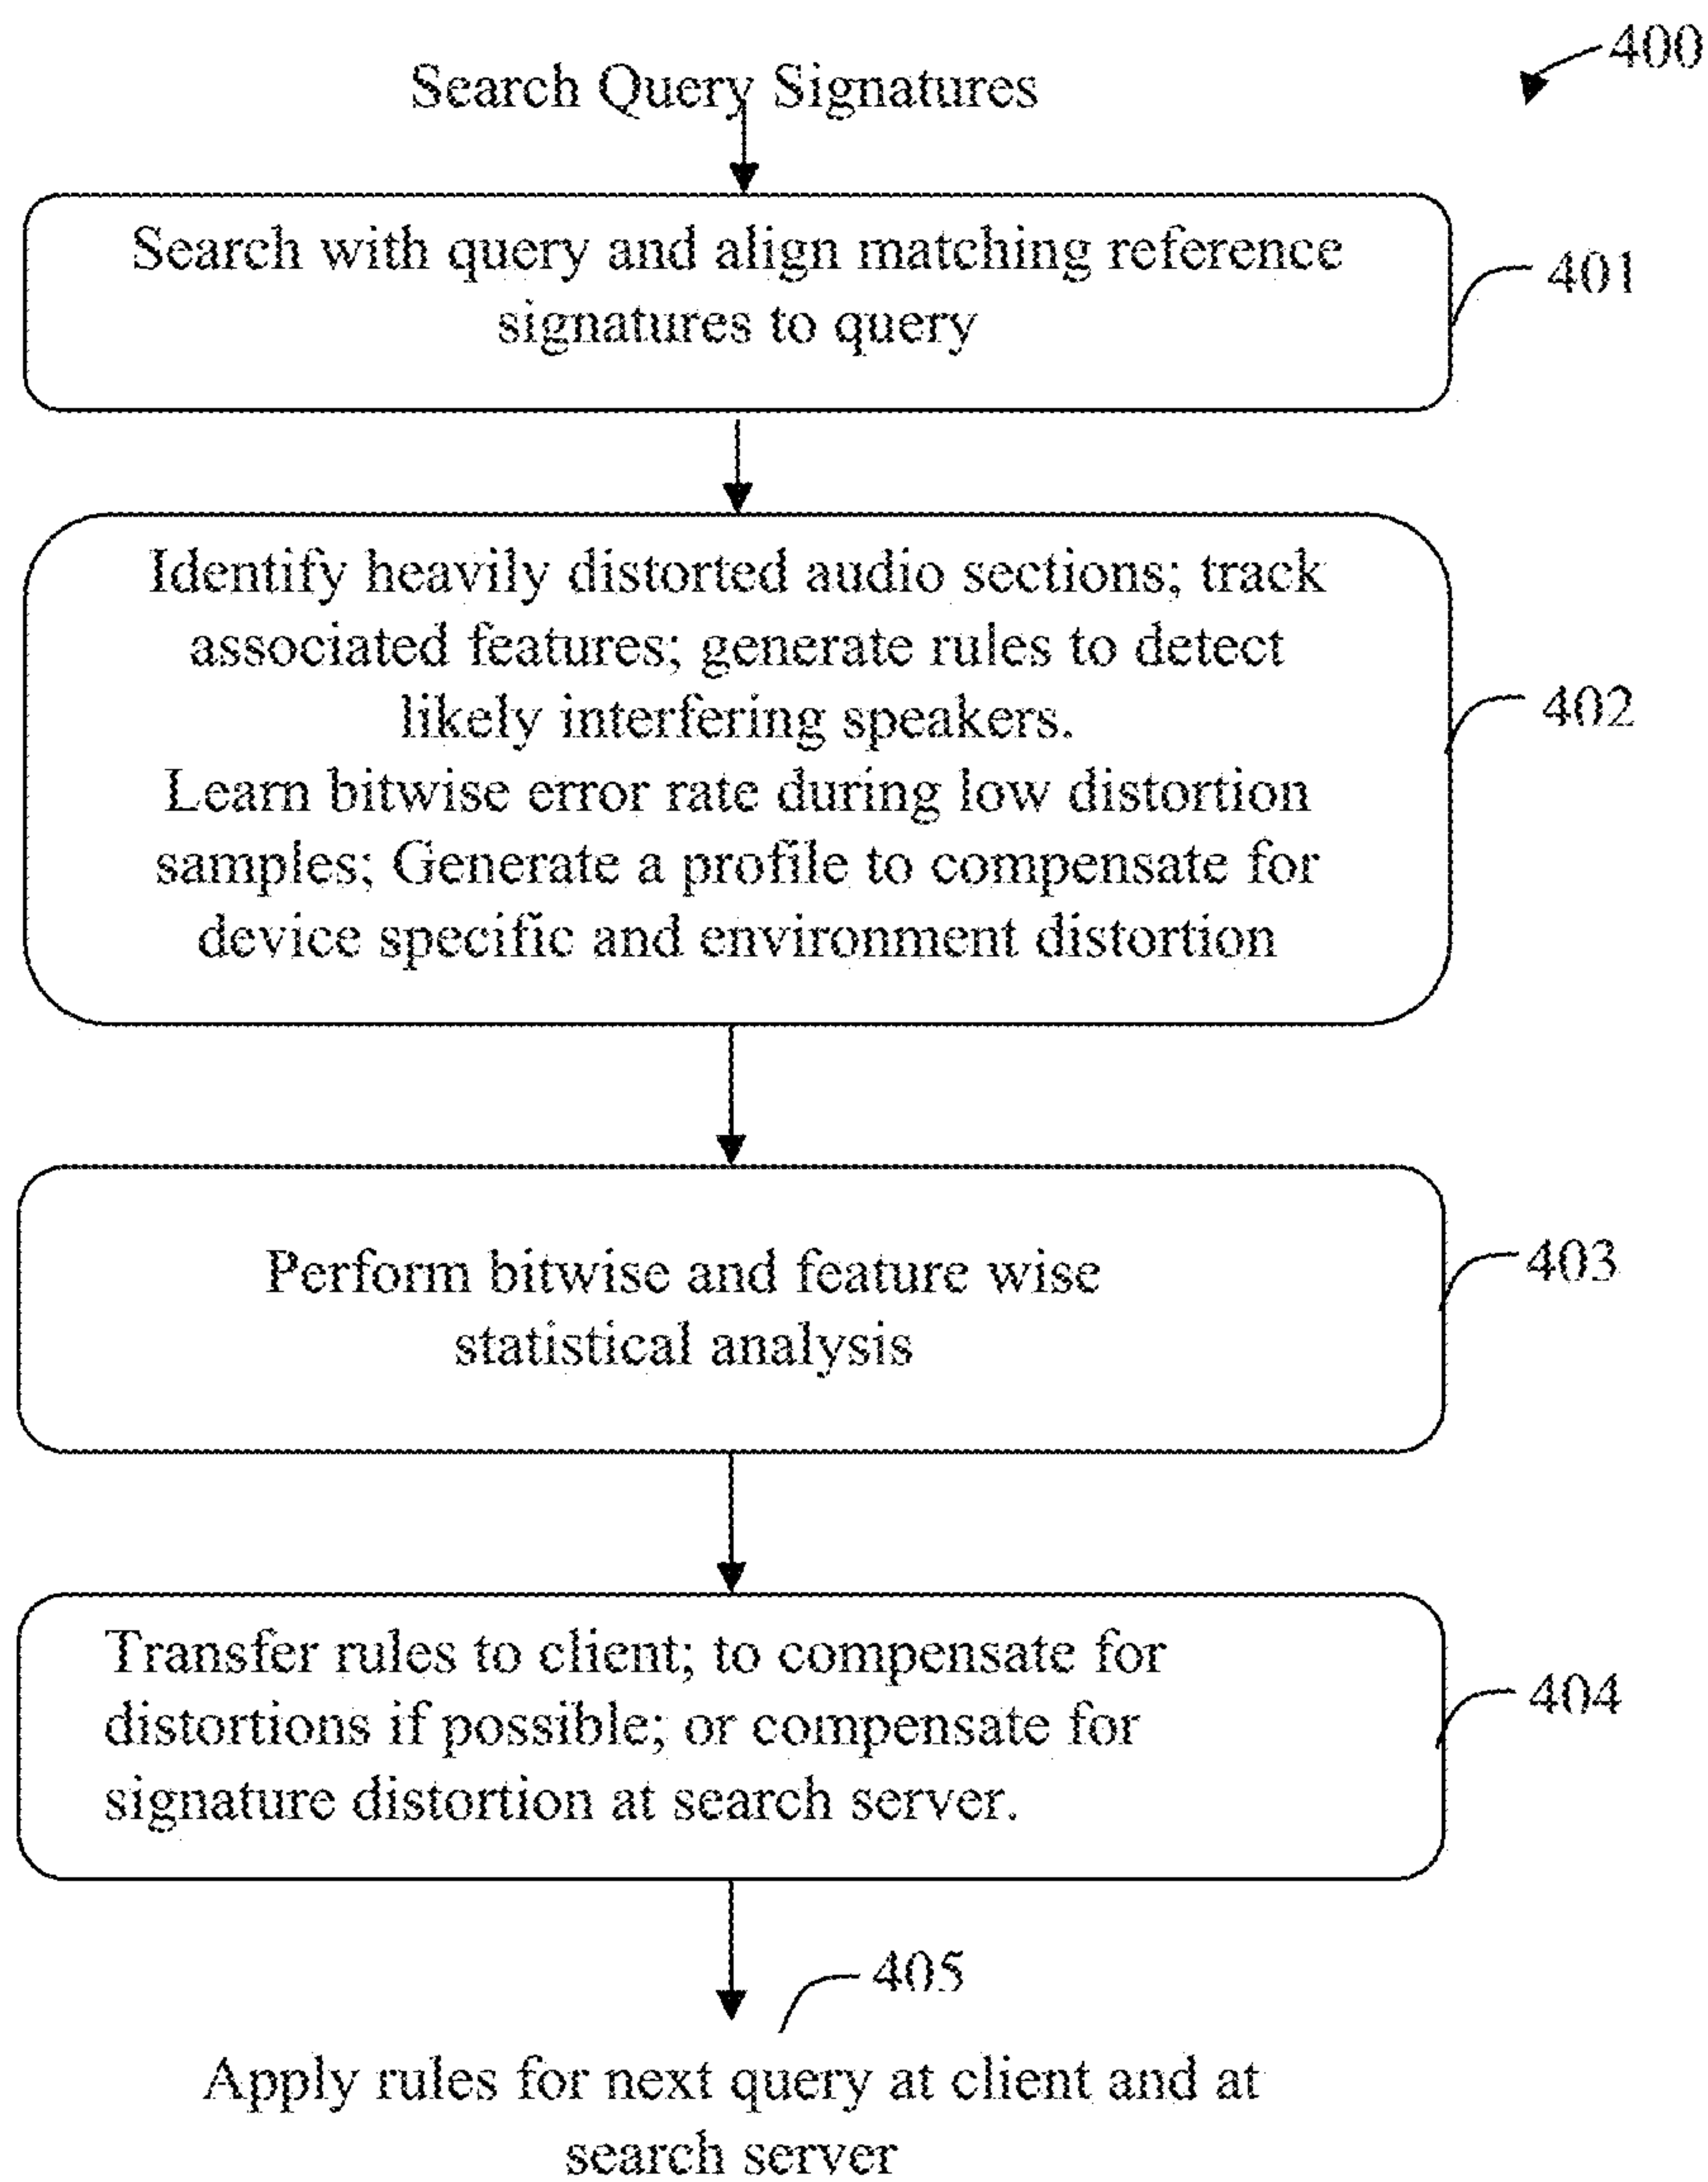 400
Search Query Signatures
Search with query and align matching reference
signatures to query
401
Identify heavily distorted audio sections; track
associated features; generate rules to detect
likely interfering speakers.
Learn bitwise error rate during low distortion
samples; Generate a profile to compensate for
device specific and environment distortion
402
Perform bitwise and feature wise
statistical analysis
403
Transfer rules to client; to compensate for
distortions if possible; or compensate for
signature distortion at search server.
404
405
Apply rules for next query at client and at
search server